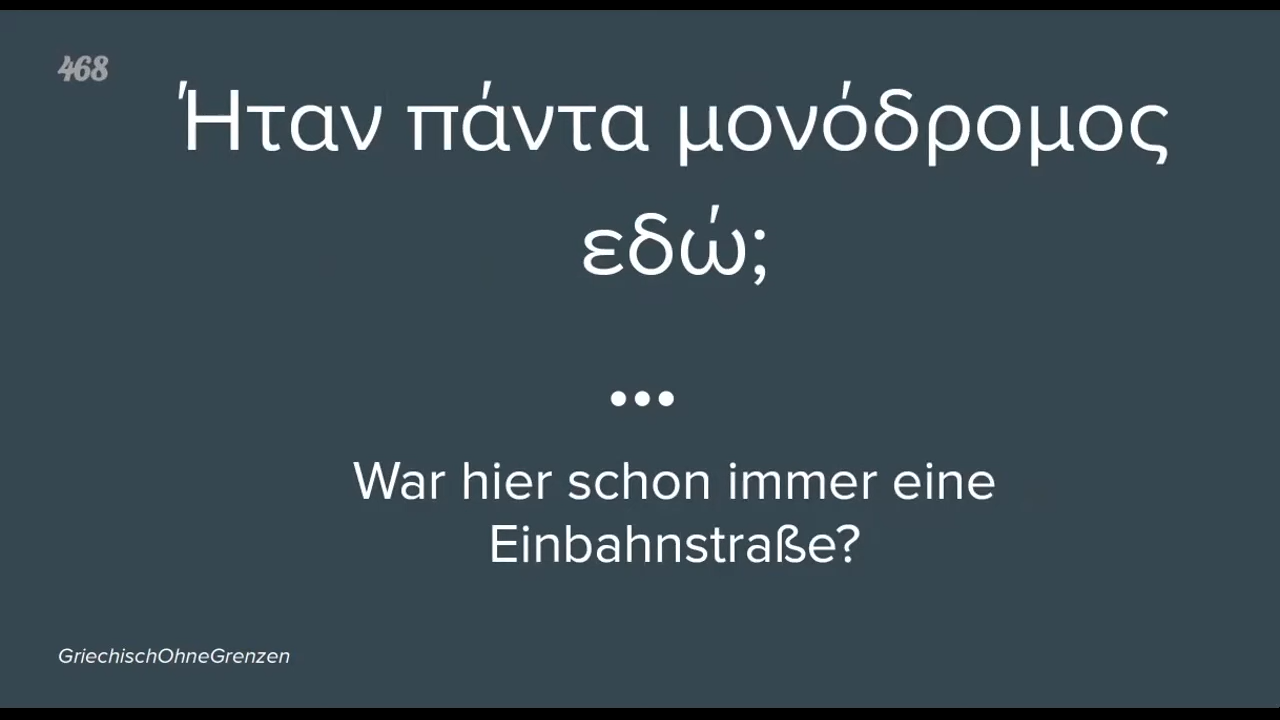 468
Ήταν πάντα μονόδρομος
εδώ;
•••
War hier schon immer eine
Einbahnstraße?
GriechischOhneGrenzen